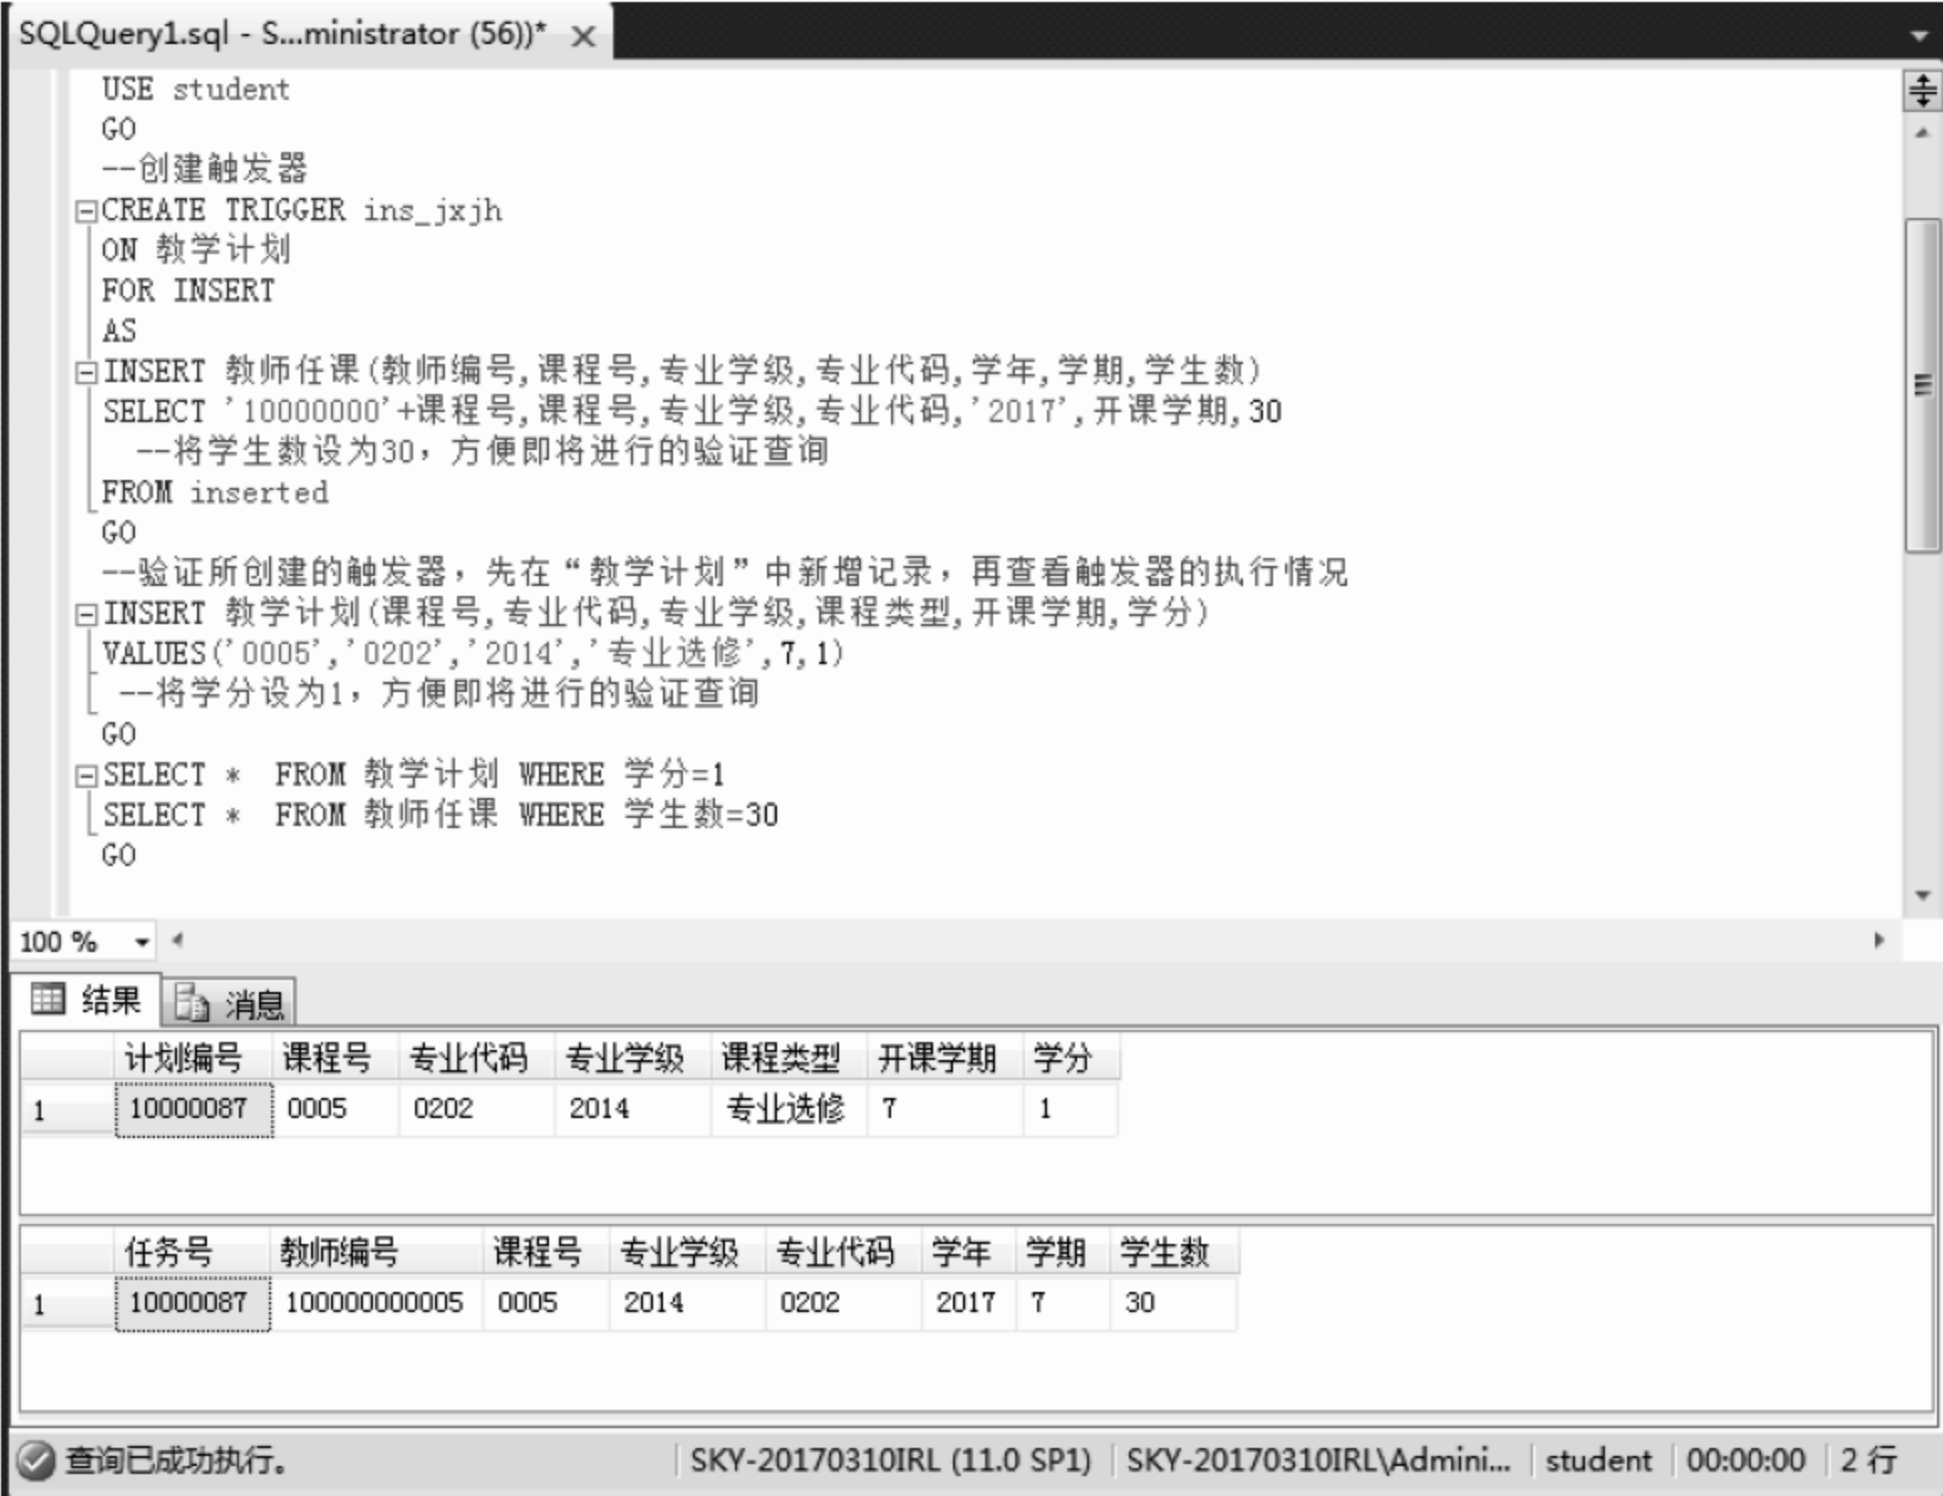 SQLQuery1.sql - S...ministrator (56))*
USE student
GO
--创建触发器
CREATE TRIGGER ins_jxjh
ON 教学计划
FOR INSERT
AS
INSERT 教师任课(教师编号,课程号,专业学级,专业代码,学年,学期,学生数)
SELECT '10000000'+课程号,课程号,专业学级,专业代码,'2017',开课学期,30
--将学生数设为30，方便即将进行的验证查询
FROM inserted
GO
--验证所创建的触发器，先在“教学计划”中新增记录，再查看触发器的执行情况
INSERT 教学计划(课程号,专业代码,专业学级,课程类型,开课学期,学分)
VALUES('0005','0202','2014','专业选修',7,1)
--将学分设为1，方便即将进行的验证查询
GO
SELECT * FROM 教学计划 WHERE 学分=1
SELECT * FROM 教师任课 WHERE 学生数=30
GO
100 %
结果 消息
计划编号 课程号 专业代码 专业学级 课程类型 开课学期 学分
1 10000087 0005 0202 2014 专业选修 7 1
任务号 教师编号 课程号 专业学级 专业代码 学年 学期 学生数
1 10000087 100000000005 0005 2014 0202 2017 7 30
查询已成功执行。 SKY-20170310IRL (11.0 SP1) SKY-20170310IRL\Admini... student 00:00:00 2 行